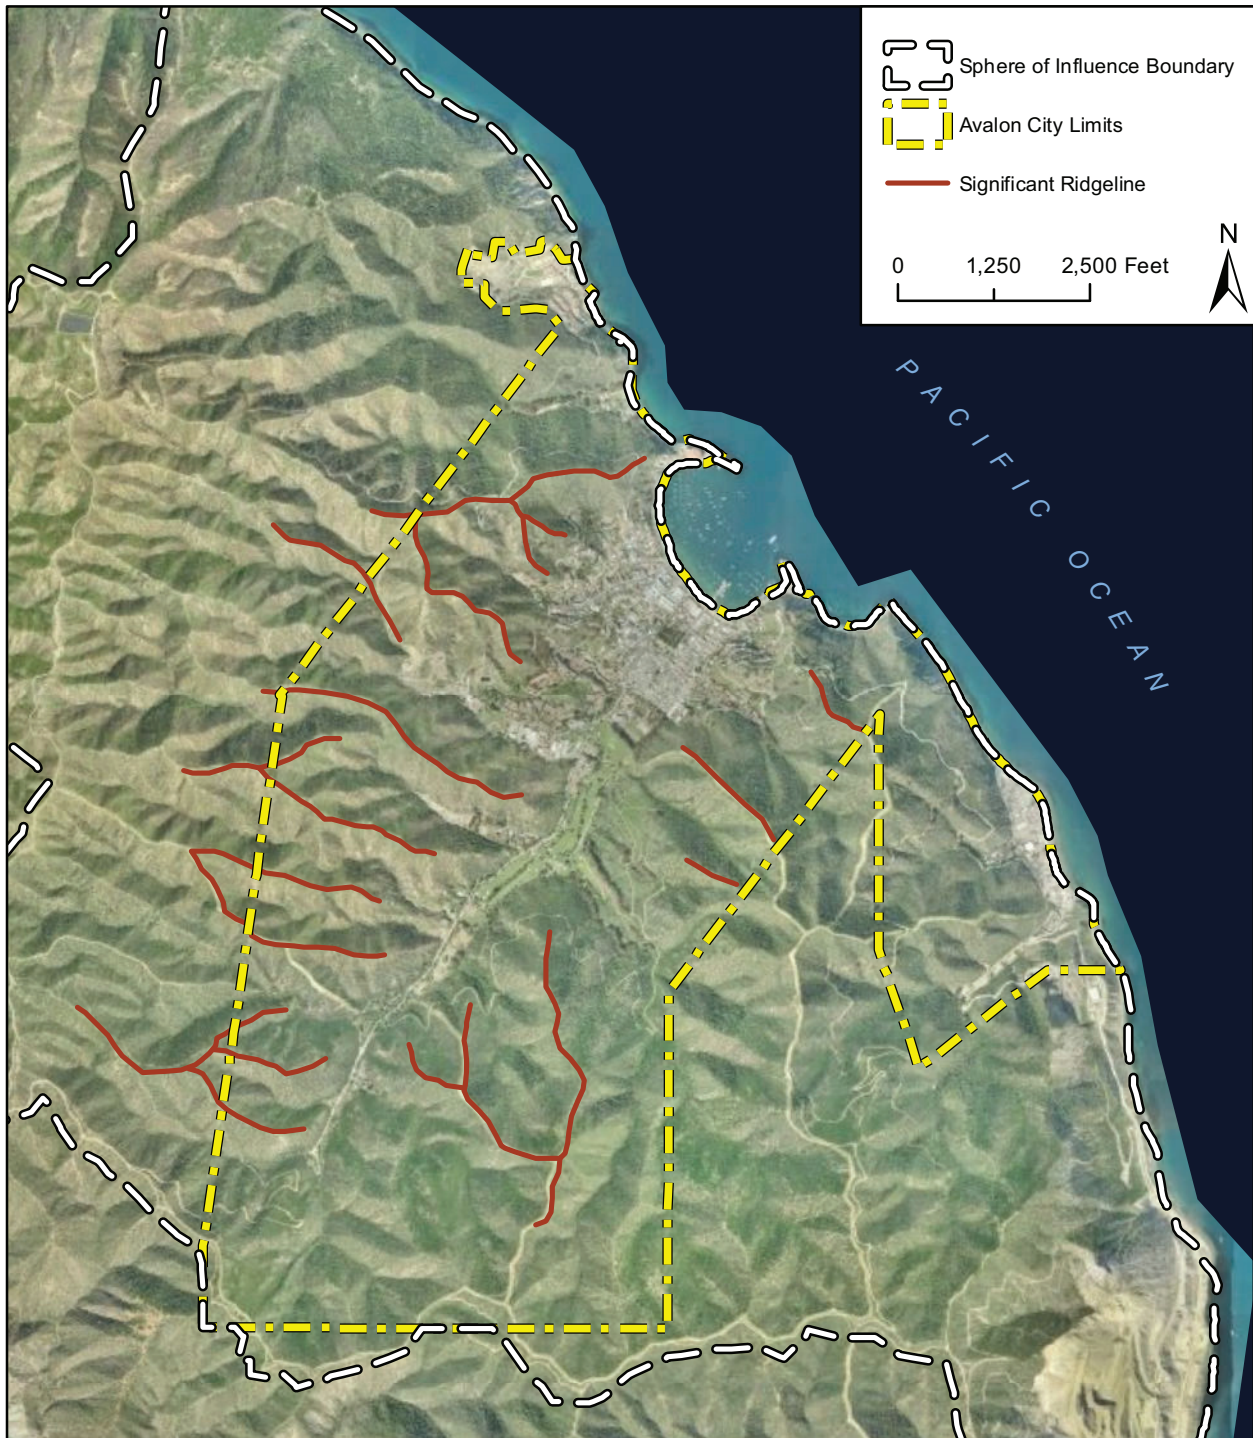 Sphere of Influence Boundary
Avalon City Limits
Significant Ridgeline
N
0 1,250 2,500 Feet
PACIFIC OCEAN